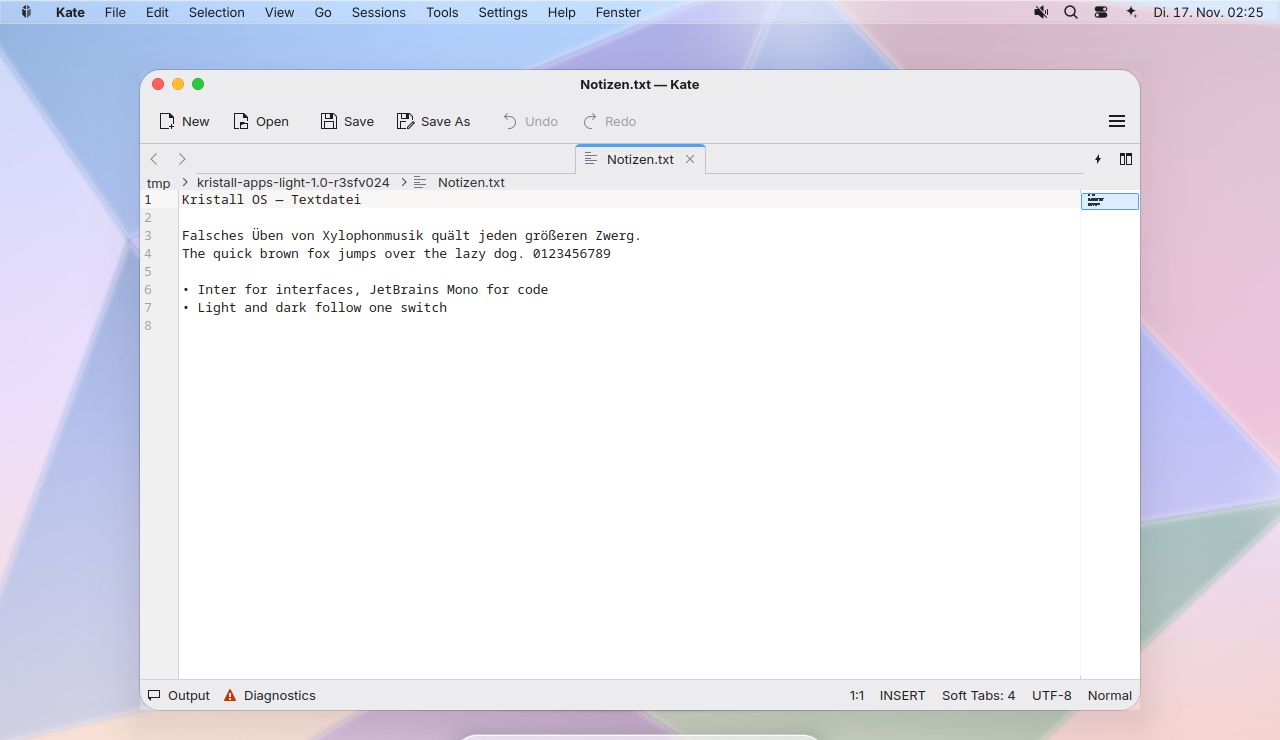 Kate File Edit Selection View Go Sessions Tools Settings Help Fenster Di. 17. Nov. 02:25
Notizen.txt — Kate
New Open Save Save As Undo Redo
Notizen.txt
tmp kristall-apps-light-1.0-r3sfv024 Notizen.txt
1 Kristall OS — Textdatei
2
3 Falsches Üben von Xylophonmusik quält jeden größeren Zwerg.
4 The quick brown fox jumps over the lazy dog. 0123456789
5
6 • Inter for interfaces, JetBrains Mono for code
7 • Light and dark follow one switch
8
Output Diagnostics 1:1 INSERT Soft Tabs: 4 UTF-8 Normal